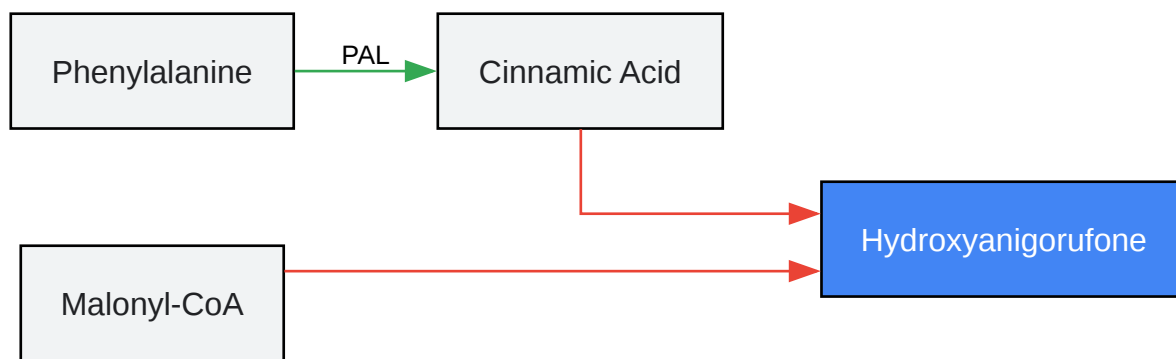 Phenylalanine
PAL
Cinnamic Acid
Hydroxyanigorufone
Malonyl-CoA